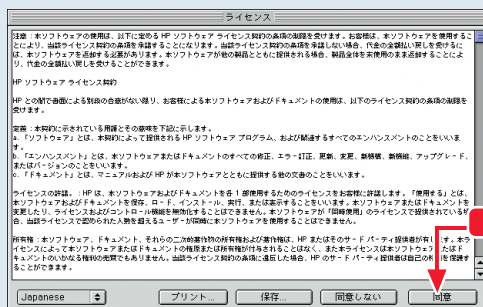 ライセンス
注意：本ソフトウェアの使用は、以下に定める HP ソフトウェア ライセンス契約の条項の制限を受けます。お客様は、本ソフトウェアを使用するこ
とにより、当該ライセンス契約の条項を承諾することになります。当該ライセンス契約の条項を承諾しない場合、代金の全額払い戻しを受けるに
は、本ソフトウェアを返却する必要があります。本ソフトウェアが他の製品とともに提供される場合、製品全体を未使用のまま返却することによ
り、代金の全額払い戻しを受けることができます。
HP ソフトウェア ライセンス契約
HP との間で書面による別段の合意がない限り、お客様による本ソフトウェアおよびドキュメントの使用は、以下のライセンス契約の条項の制限を
受けます。
定義：本契約に示されている用語とその意味を下記に示します。
a. 「ソフトウェア」とは、本契約によって提供される HP ソフトウェア プログラム、および関連するすべてのエンハンスメントのことをいいま
す。
b. 「エンハンスメント」とは、本ソフトウェアまたはドキュメントのすべての修正、エラー訂正、更新、変更、新機構、新機能、アップグレード、
またはバージョンのことをいいます。
c. 「ドキュメント」とは、マニュアルおよび HP が本ソフトウェアとともに提供する他の文書のことをいいます。
ライセンスの許諾。：HP は、本ソフトウェアおよびドキュメントを各 1 部使用するためのライセンスをお客様に許諾します。「使用する」とは、
本ソフトウェアおよびドキュメントを保存、ロード、インストール、実行、または表示することをいいます。本ソフトウェアまたはドキュメントを
変更したり、ライセンスおよびコントロール機能を無効化することはできません。本ソフトウェアが「同時使用」のライセンスで提供されている場
合、当該ライセンスで認められた人数を超えるユーザーが同時に本ソフトウェアを使用することはできません。
所有権：本ソフトウェア、ドキュメント、それらの二次的著作物の所有権および著作権は、HP またはそのサード パーティ提供者が有します。本ラ
イセンスによって本ソフトウェアまたはドキュメントの権原または所有権が付与されることはなく、また本ライセンスは本ソフトウェアまたはド
キュメントのいかなる権利の売買でもありません。当該ライセンス契約の条項に違反した場合、HP のサード パーティ提供者は自己の権利を保護す
ることができます。
Japanese
プリント...
保存...
同意しない
同意